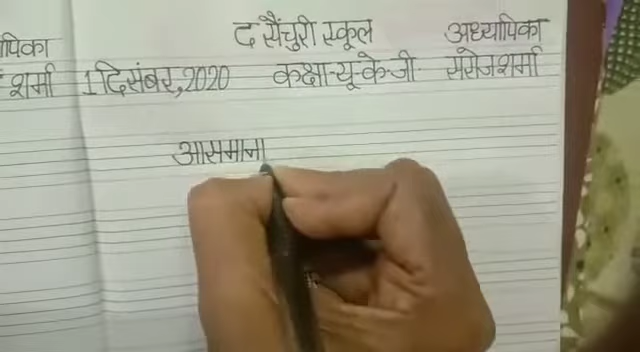 द सैंचुरी स्कूल अध्यापिका
पिका
शर्मा 1 दिसंबर, 2020 कक्षा-यू·के·जी· सरोज शर्मा
आसमाना